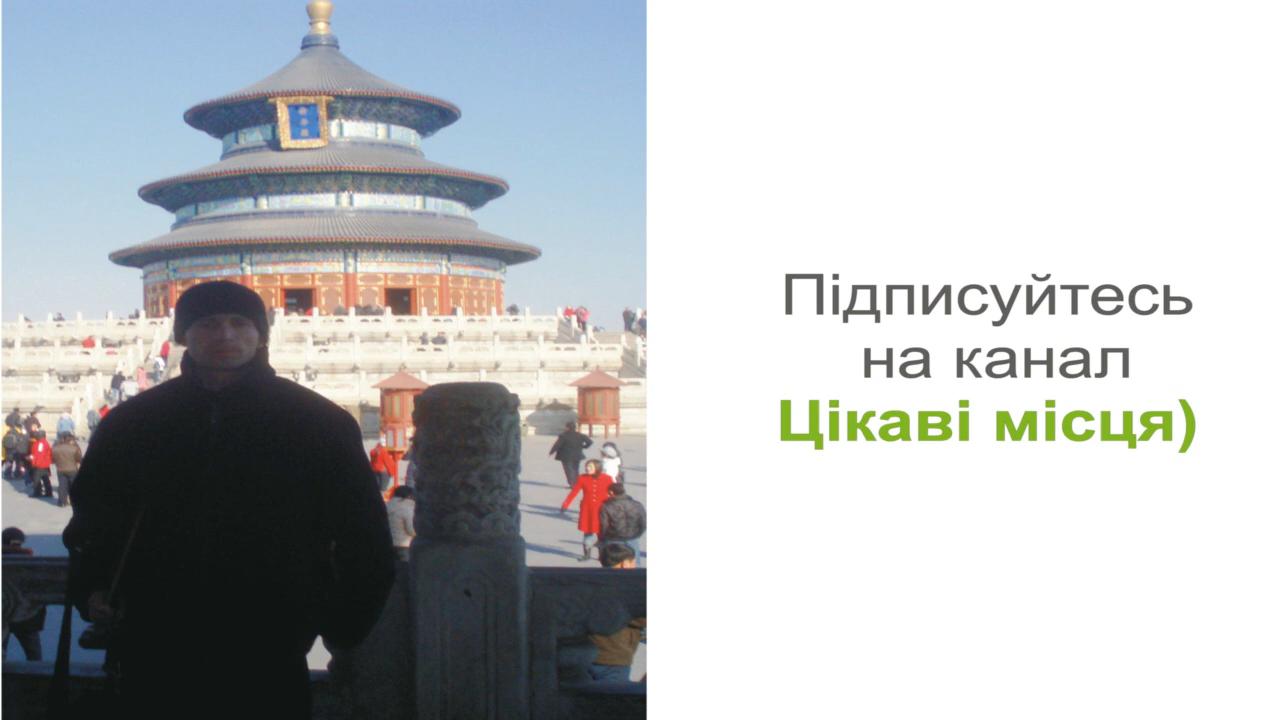 Підписуйтесь
на канал
Цікаві місця)